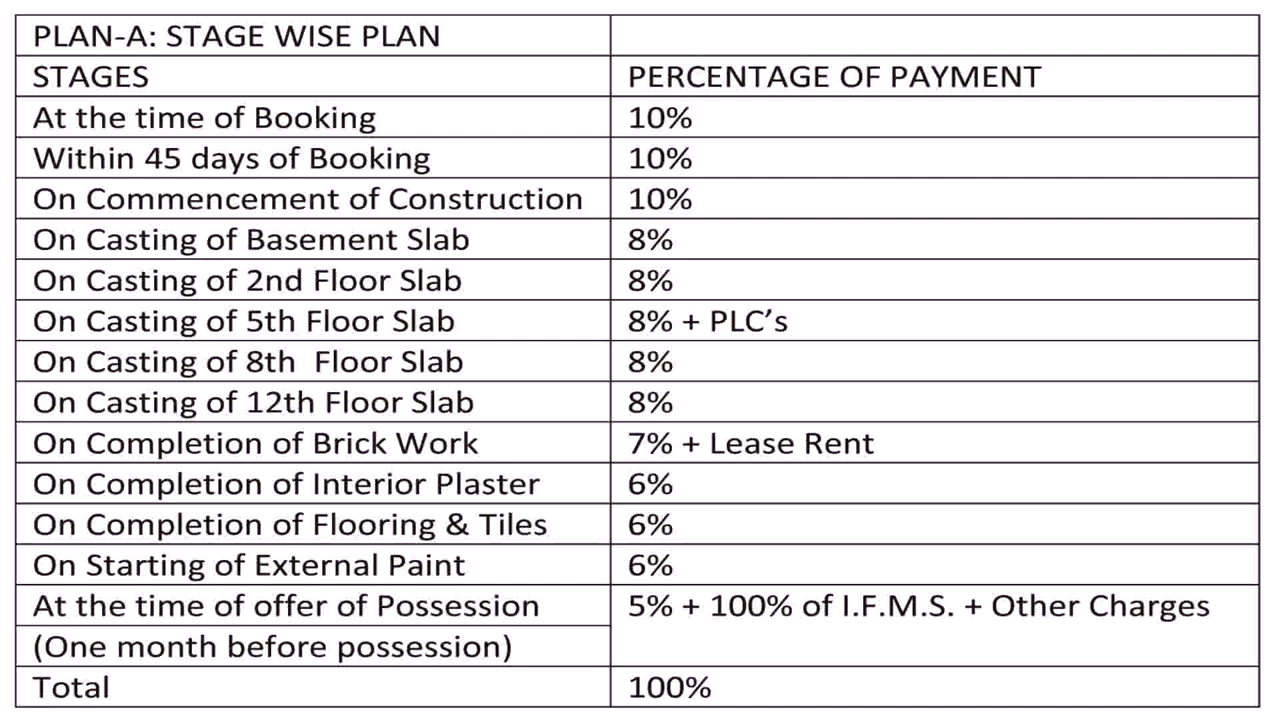 PLAN-A: STAGE WISE PLAN
STAGES PERCENTAGE OF PAYMENT
At the time of Booking 10%
Within 45 days of Booking 10%
On Commencement of Construction 10%
On Casting of Basement Slab 8%
On Casting of 2nd Floor Slab 8%
On Casting of 5th Floor Slab 8% + PLC’s
On Casting of 8th Floor Slab 8%
On Casting of 12th Floor Slab 8%
On Completion of Brick Work 7% + Lease Rent
On Completion of Interior Plaster 6%
On Completion of Flooring & Tiles 6%
On Starting of External Paint 6%
At the time of offer of Possession 5% + 100% of I.F.M.S. + Other Charges
(One month before possession)
Total 100%